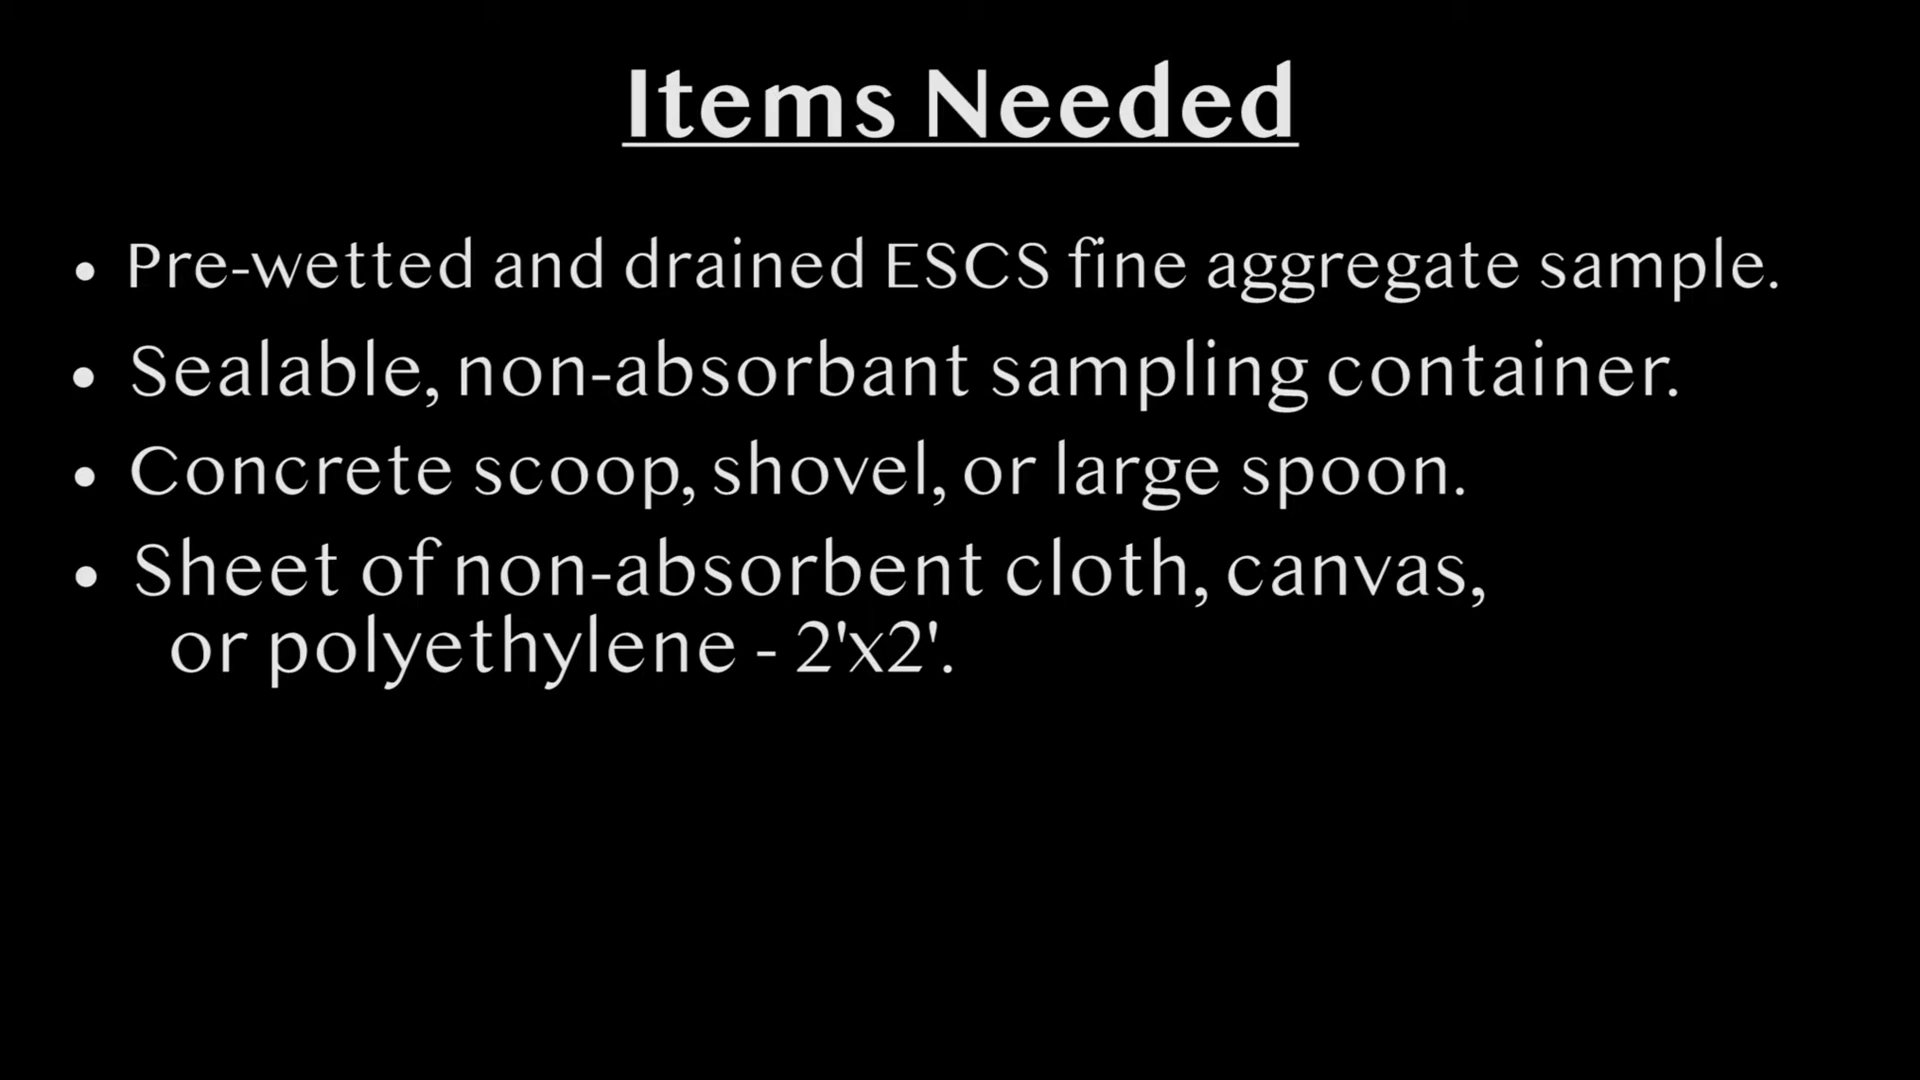 Items Needed
• Pre-wetted and drained ESCS fine aggregate sample.
• Sealable, non-absorbant sampling container.
• Concrete scoop, shovel, or large spoon.
• Sheet of non-absorbent cloth, canvas,
or polyethylene - 2'x2'.